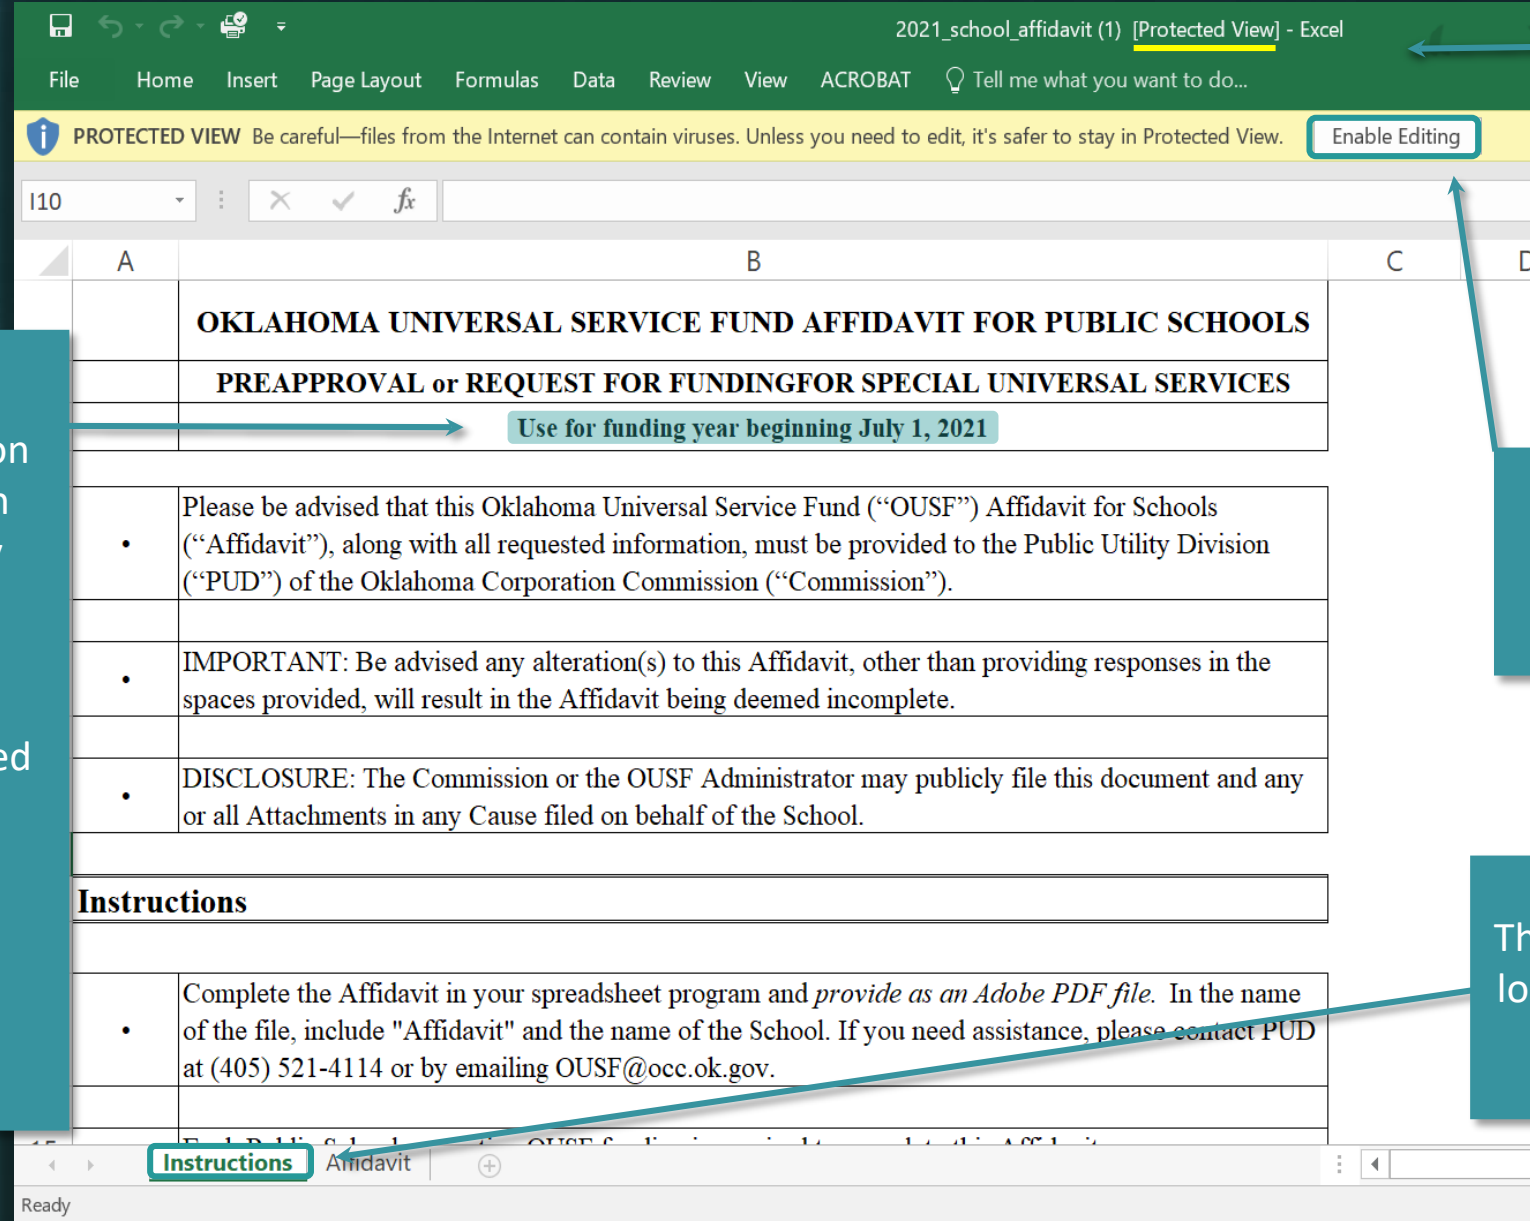 2021_school_affidavit (1) [Protected View] - Excel
File Home Insert Page Layout Formulas Data Review View ACROBAT Tell me what you want to do...
PROTECTED VIEW Be careful—files from the Internet can contain viruses. Unless you need to edit, it's safer to stay in Protected View. Enable Editing
I10 fx
A B C
OKLAHOMA UNIVERSAL SERVICE FUND AFFIDAVIT FOR PUBLIC SCHOOLS
PREAPPROVAL or REQUEST FOR FUNDINGFOR SPECIAL UNIVERSAL SERVICES
Use for funding year beginning July 1, 2021
• Please be advised that this Oklahoma Universal Service Fund (“OUSF”) Affidavit for Schools
(“Affidavit”), along with all requested information, must be provided to the Public Utility Division
(“PUD”) of the Oklahoma Corporation Commission (“Commission”).
• IMPORTANT: Be advised any alteration(s) to this Affidavit, other than providing responses in the
spaces provided, will result in the Affidavit being deemed incomplete.
• DISCLOSURE: The Commission or the OUSF Administrator may publicly file this document and any
or all Attachments in any Cause filed on behalf of the School.
Instructions
• Complete the Affidavit in your spreadsheet program and provide as an Adobe PDF file. In the name
of the file, include "Affidavit" and the name of the School. If you need assistance, please contact PUD
at (405) 521-4114 or by emailing OUSF@occ.ok.gov.
Instructions Affidavit
Ready